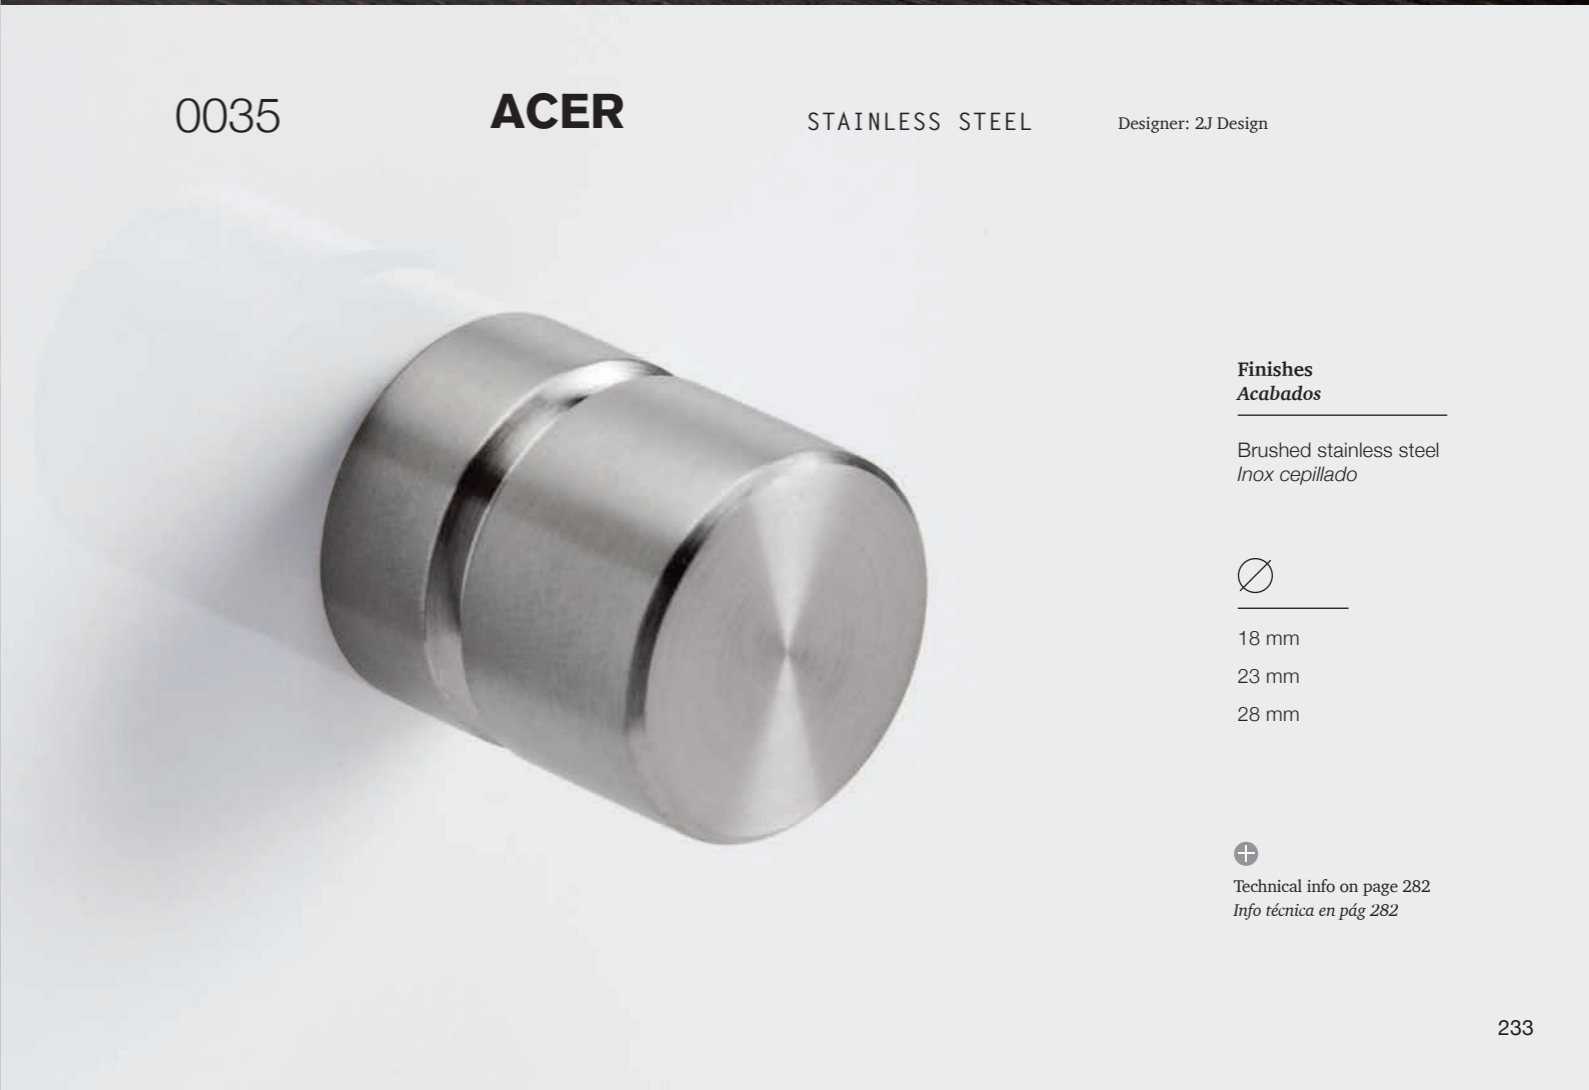 0035
ACER
STAINLESS STEEL
Designer: 2J Design
Finishes
Acabados
Brushed stainless steel
Inox cepillado
18 mm
23 mm
28 mm
Technical info on page 282
Info técnica en pág 282
233